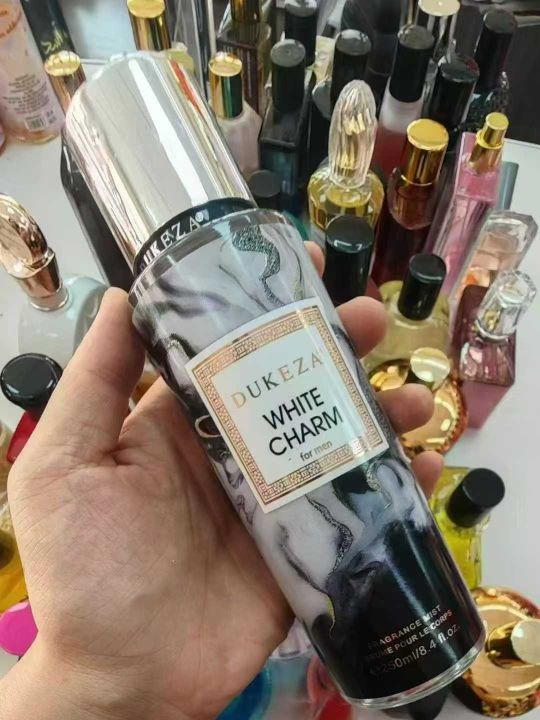 DUKEZA®
DUKEZA
WHITE
CHARM
for men
FRAGRANCE MIST
BRUME POUR LE CORPS
℮250ml/8.4 fl.oz.